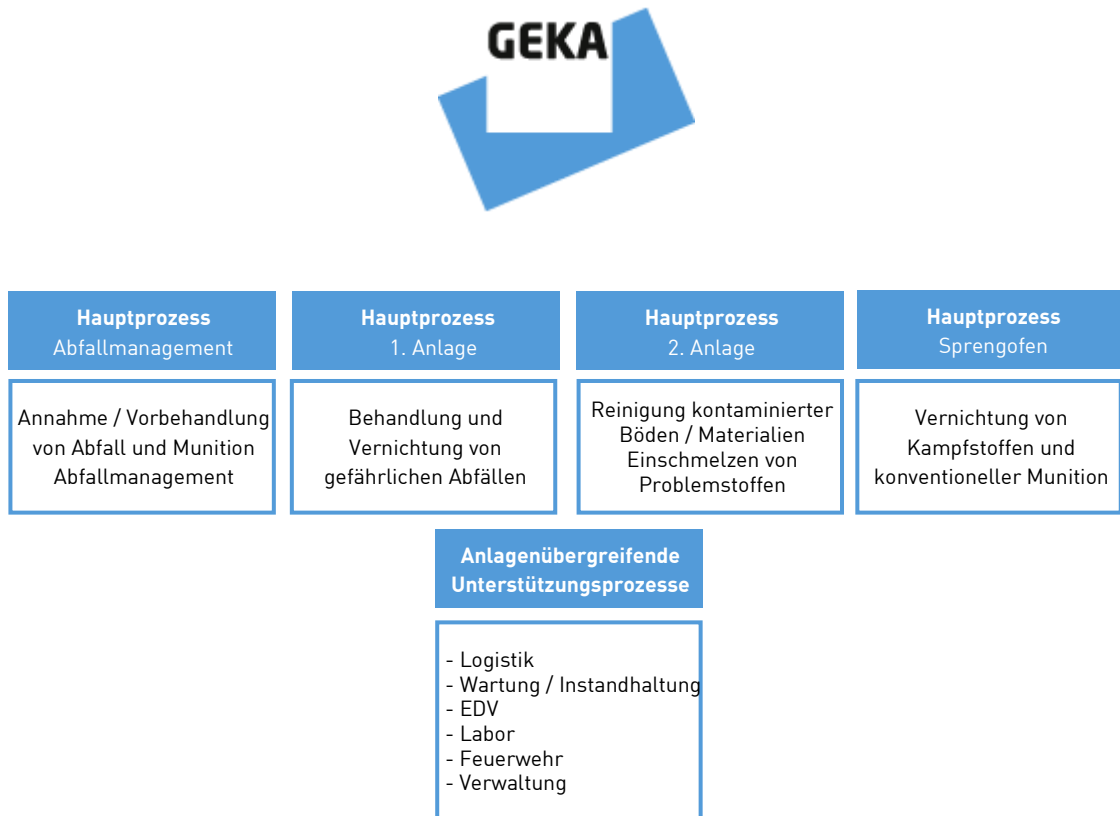 GEKA
Hauptprozess
Abfallmanagement
Annahme / Vorbehandlung
von Abfall und Munition
Abfallmanagement
Hauptprozess
1. Anlage
Behandlung und
Vernichtung von
gefährlichen Abfällen
Hauptprozess
2. Anlage
Reinigung kontaminierter
Böden / Materialien
Einschmelzen von
Problemstoffen
Hauptprozess
Sprengofen
Vernichtung von
Kampfstoffen und
konventioneller Munition
Anlagenübergreifende
Unterstützungsprozesse
- Logistik
- Wartung / Instandhaltung
- EDV
- Labor
- Feuerwehr
- Verwaltung